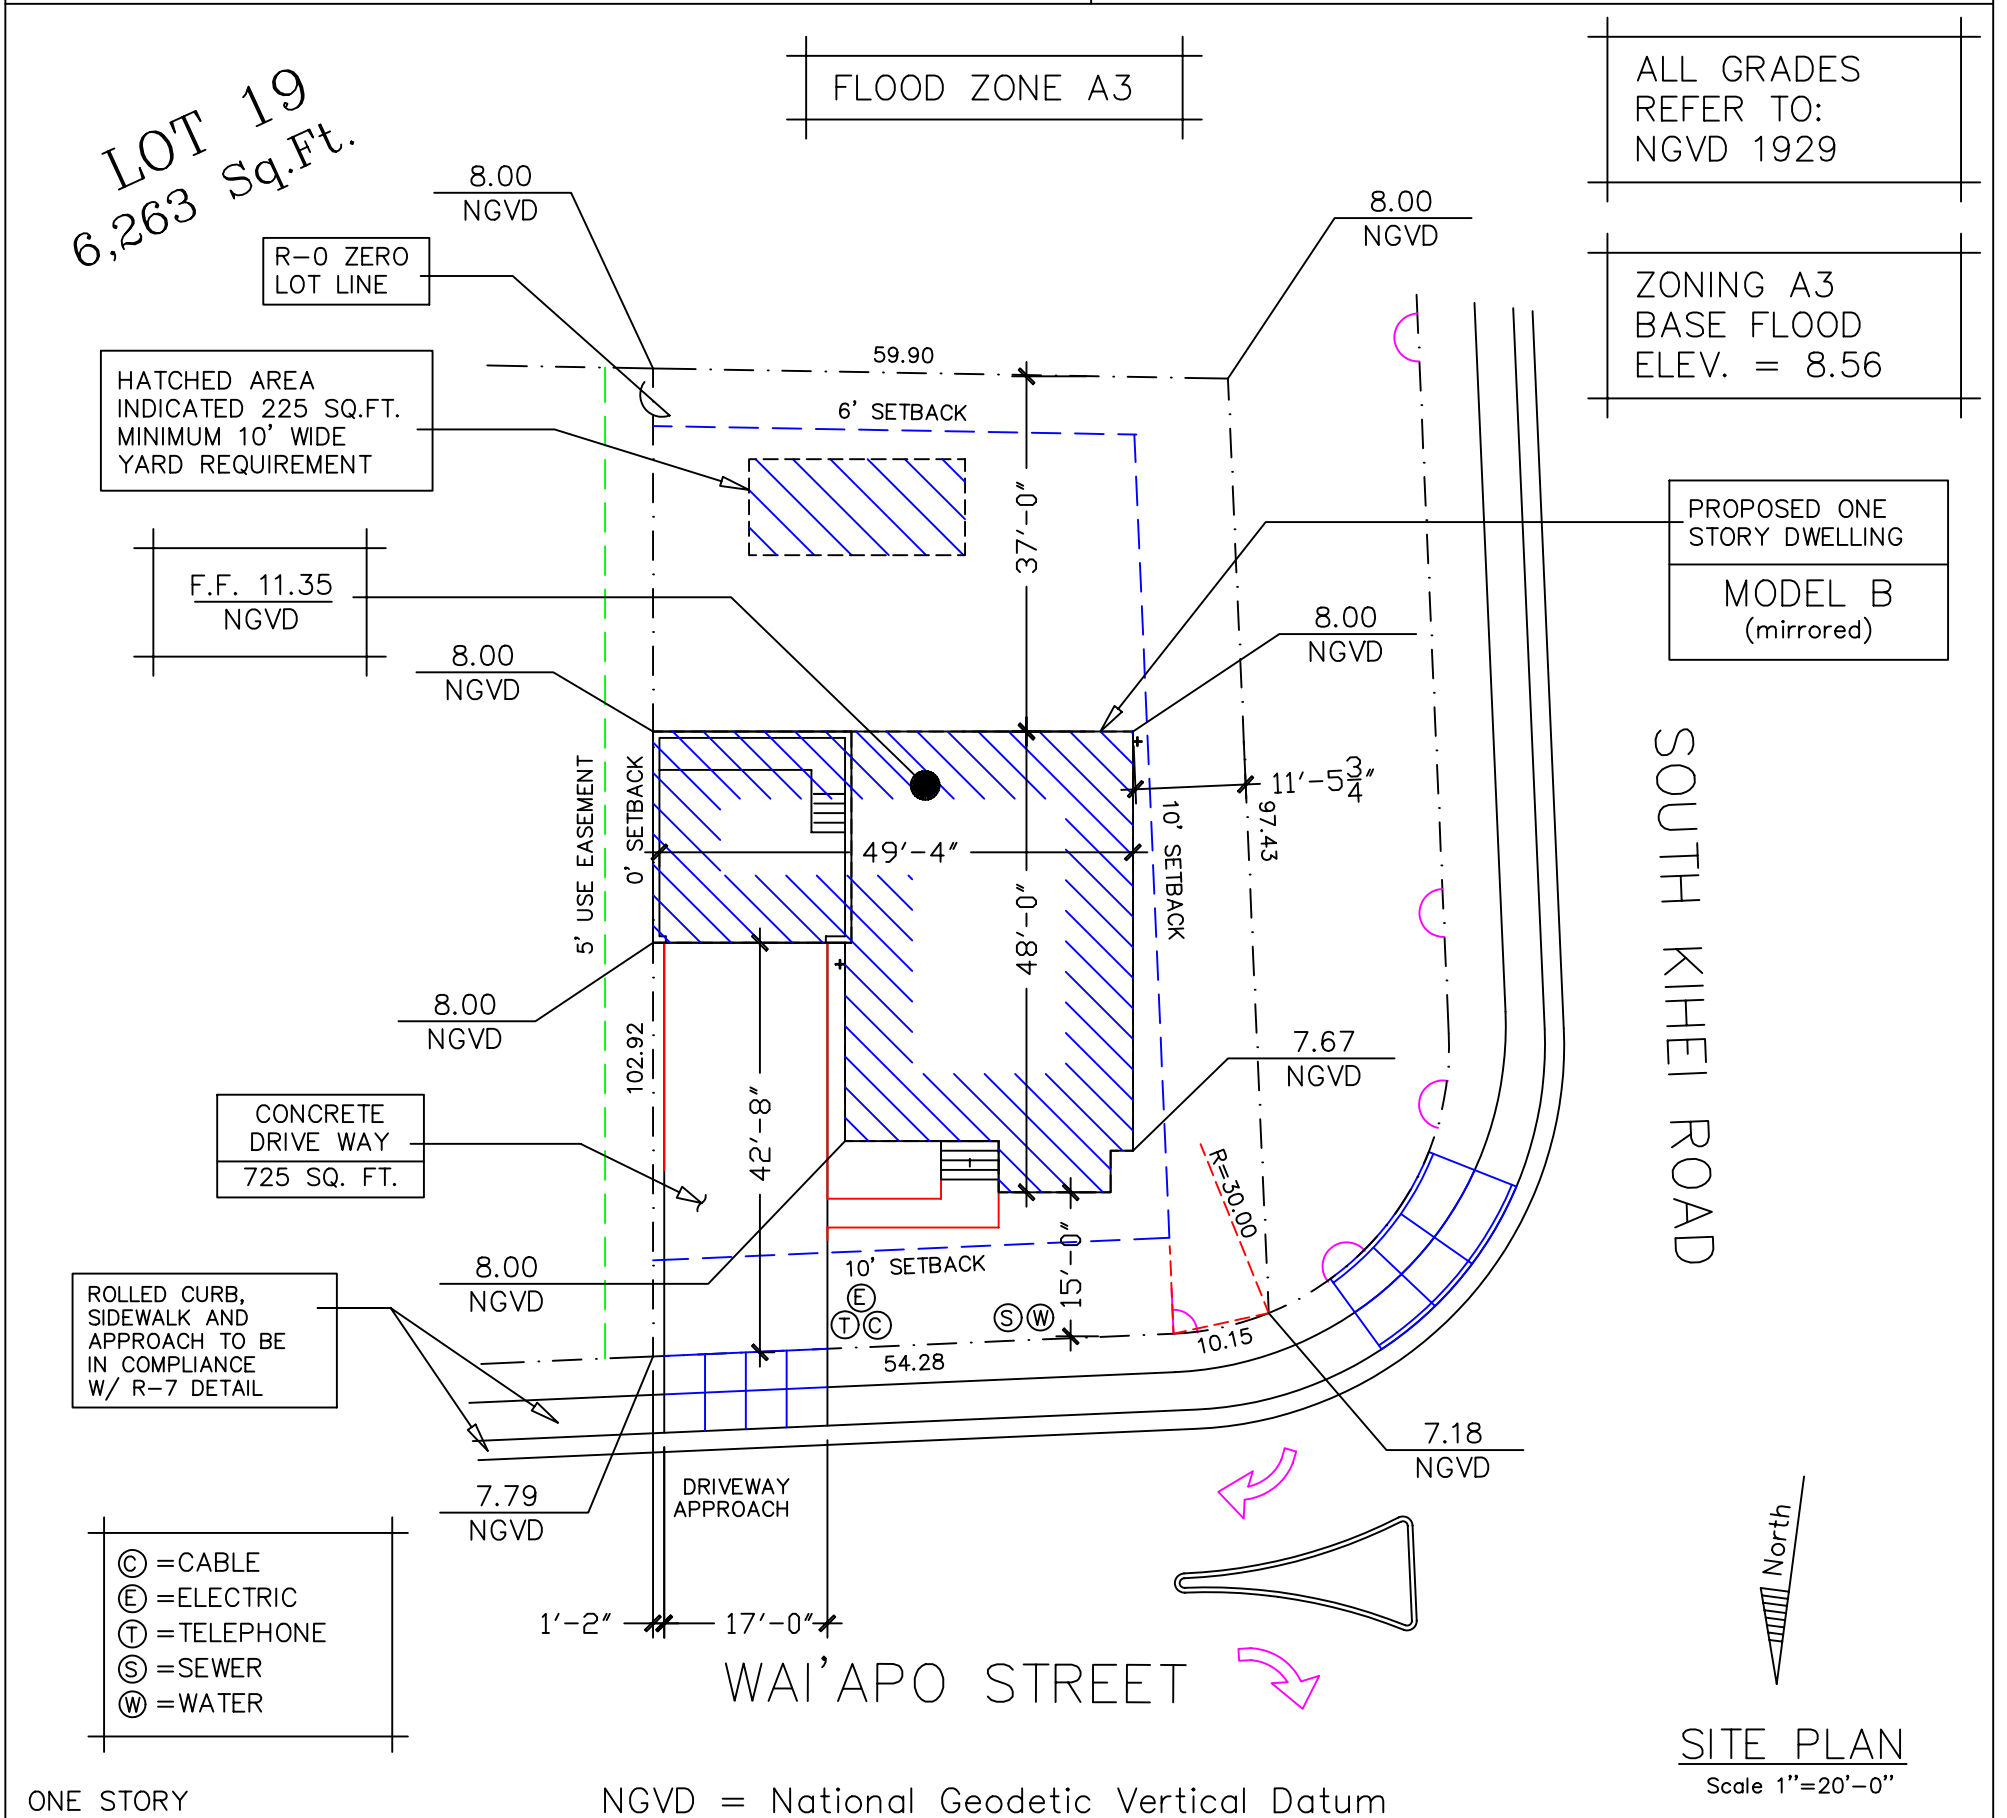 FLOOD ZONE A3
ALL GRADES
REFER TO:
NGVD 1929
LOT 19
6,263 Sq.Ft.
8.00
NGVD
8.00
NGVD
R-0 ZERO
LOT LINE
ZONING A3
BASE FLOOD
ELEV. = 8.56
59.90
HATCHED AREA
INDICATED 225 SQ.FT.
MINIMUM 10' WIDE
YARD REQUIREMENT
6' SETBACK
37'-0"
PROPOSED ONE
STORY DWELLING
MODEL B
(mirrored)
F.F. 11.35
NGVD
8.00
NGVD
8.00
NGVD
5' USE EASEMENT
0' SETBACK
11'-5 3/4"
10' SETBACK
97.43
49'-4"
48'-0"
SOUTH KIHEI ROAD
8.00
NGVD
102.92
42'-8"
7.67
NGVD
CONCRETE
DRIVE WAY
725 SQ. FT.
R=30.00
8.00
NGVD
10' SETBACK
15'-0"
E
T C
S W
ROLLED CURB,
SIDEWALK AND
APPROACH TO BE
IN COMPLIANCE
W/ R-7 DETAIL
54.28
10.15
7.18
NGVD
7.79
NGVD
DRIVEWAY
APPROACH
C =CABLE
E =ELECTRIC
T =TELEPHONE
S =SEWER
W =WATER
1'-2"
17'-0"
North
WAI'APO STREET
SITE PLAN
Scale 1"=20'-0"
ONE STORY
NGVD = National Geodetic Vertical Datum